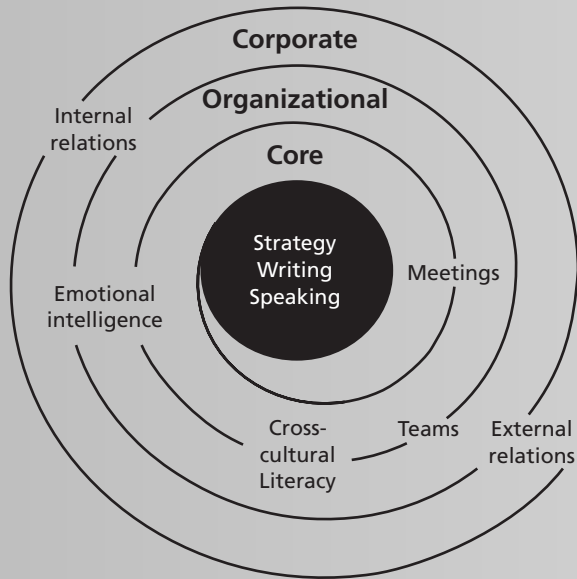 Corporate
Organizational
Core
Internal
relations
Strategy
Writing
Speaking
Meetings
Emotional
intelligence
Cross-
cultural
Literacy
Teams
External
relations